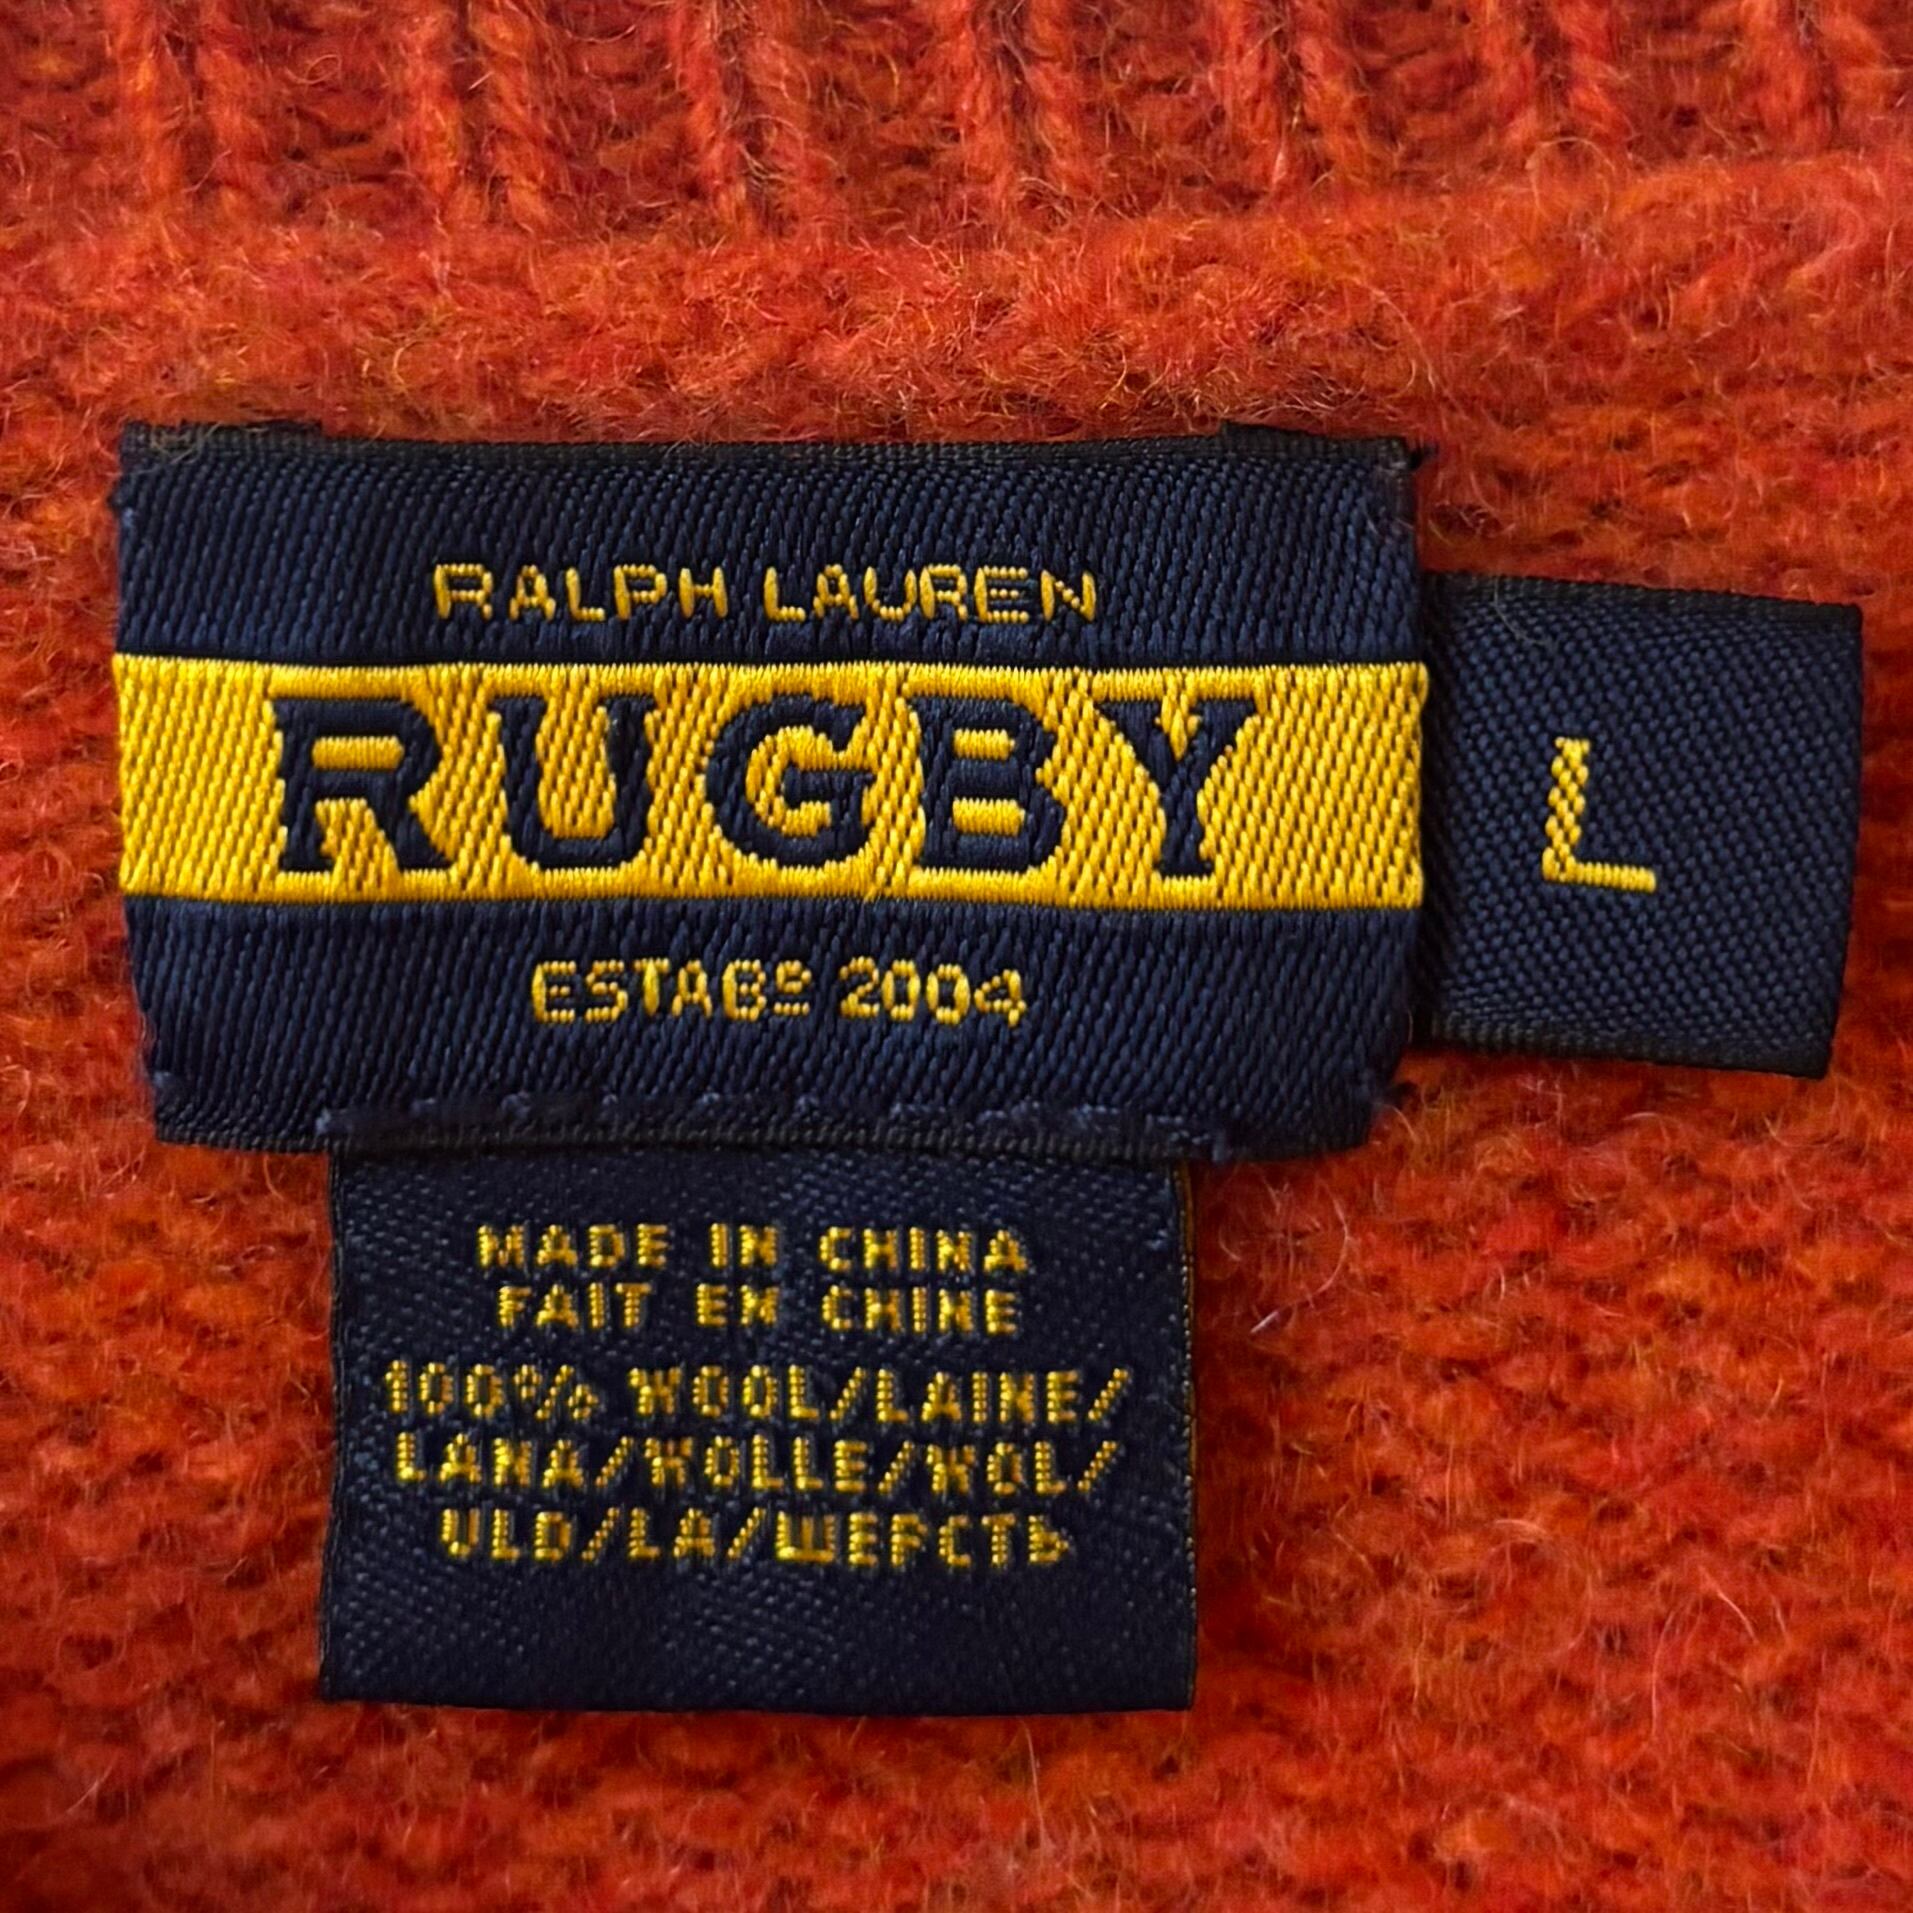 RALPH LAUREN
RUGBY
ESTABº 2004
L
MADE IN CHINA
FAIT EN CHINE
100% WOOL/LAINE/
LANA/WOLLE/WOL/
ULD/LA/ШЕРСТЬ